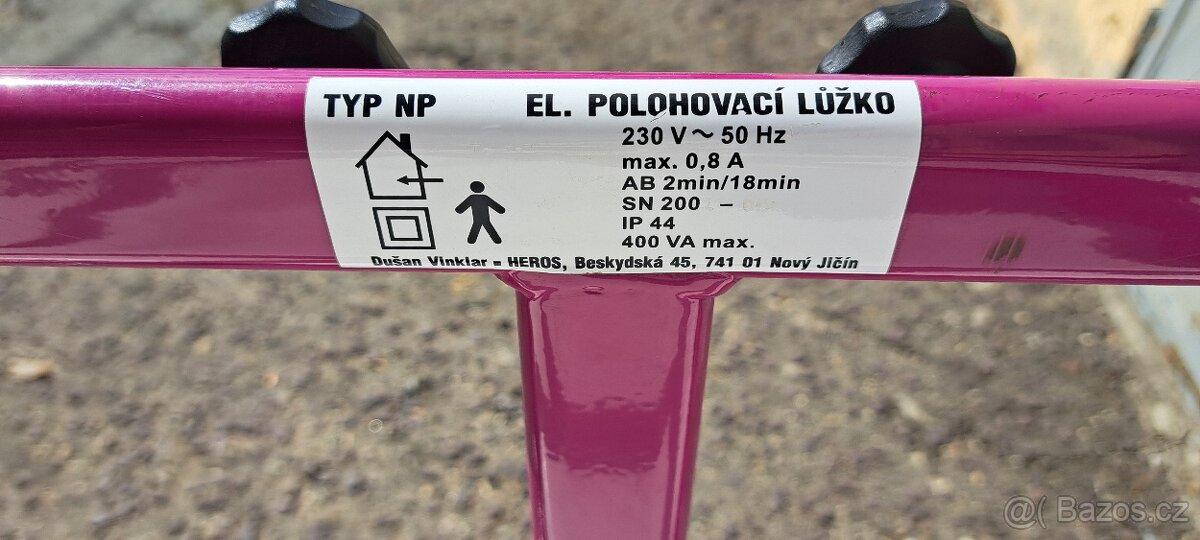 TYP NP EL. POLOHOVACÍ LŮŽKO
230 V ~ 50 Hz
max. 0,8 A
AB 2min/18min
SN 200 –
IP 44
400 VA max.
Dušan Vinklar - HEROS, Beskydská 45, 741 01 Nový Jičín
@( Bazos.cz